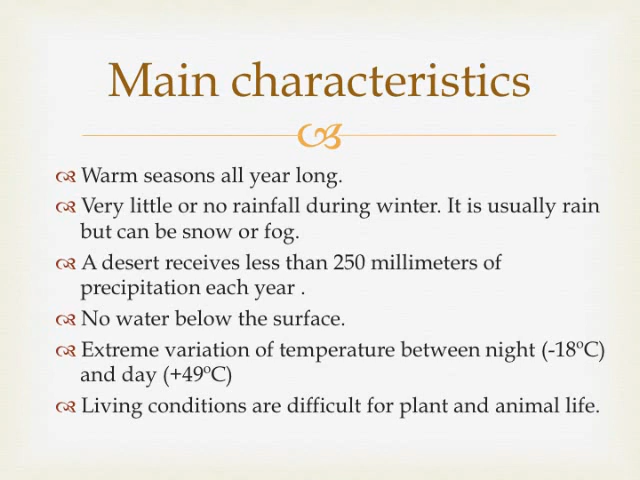 Main characteristics
Warm seasons all year long.
Very little or no rainfall during winter. It is usually rain
but can be snow or fog.
A desert receives less than 250 millimeters of
precipitation each year .
No water below the surface.
Extreme variation of temperature between night (-18ºC)
and day (+49ºC)
Living conditions are difficult for plant and animal life.